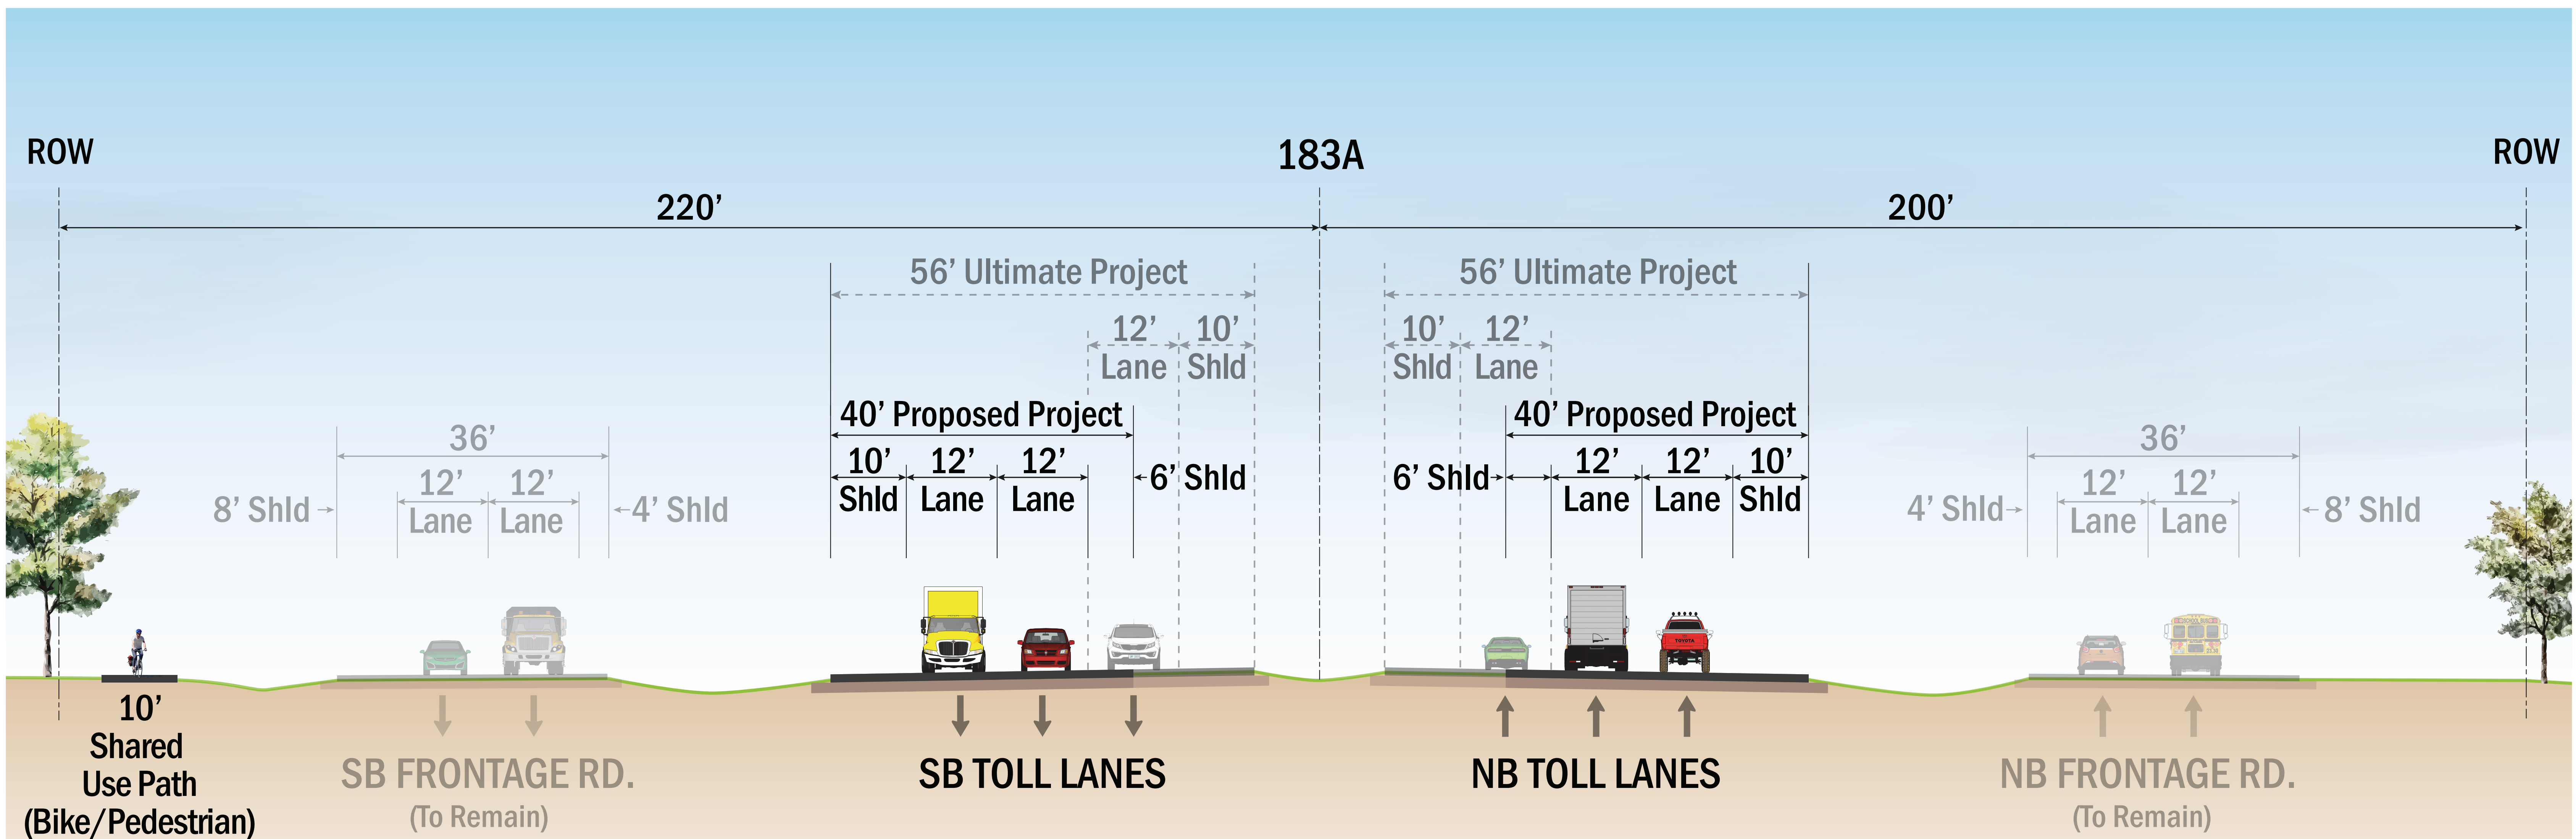 ROW
183A
ROW
220’
200’
56’ Ultimate Project
56’ Ultimate Project
12’
Lane
10’
Shld
10’
Shld
12’
Lane
40’ Proposed Project
40’ Proposed Project
36’
12’
Lane
12’
Lane
8’ Shld
4’ Shld
10’
Shld
12’
Lane
12’
Lane
6’ Shld
6’ Shld
12’
Lane
12’
Lane
10’
Shld
36’
12’
Lane
12’
Lane
4’ Shld
8’ Shld
TOYOTA
SCHOOL BUS
10’
Shared
Use Path
(Bike/Pedestrian)
SB FRONTAGE RD.
(To Remain)
SB TOLL LANES
NB TOLL LANES
NB FRONTAGE RD.
(To Remain)